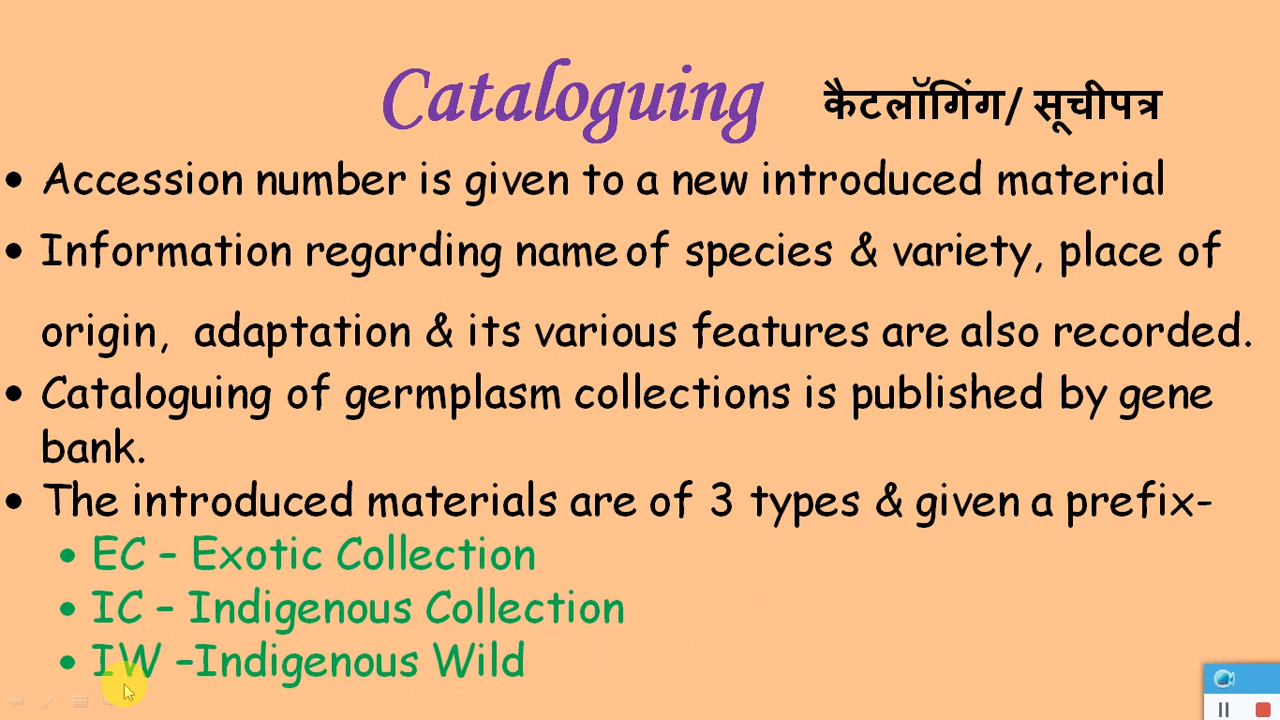 Cataloguing कैटलॉगिंग/ सूचीपत्र
• Accession number is given to a new introduced material
• Information regarding name of species & variety, place of
origin, adaptation & its various features are also recorded.
• Cataloguing of germplasm collections is published by gene
bank.
• The introduced materials are of 3 types & given a prefix-
• EC – Exotic Collection
• IC – Indigenous Collection
• IW –Indigenous Wild